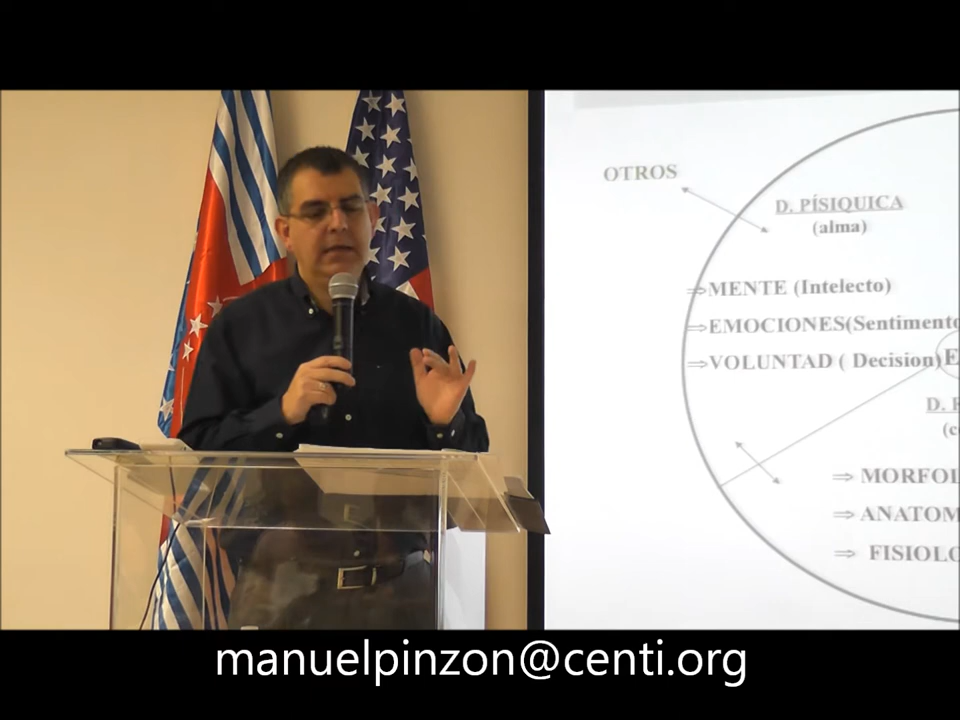 OTROS
D. PÍSIQUICA
(alma)
MENTE (Intelecto)
EMOCIONES(Sentimento
VOLUNTAD ( Decision)
MORFOL
ANATOM
FISIOLO
manuelpinzon@centi.org